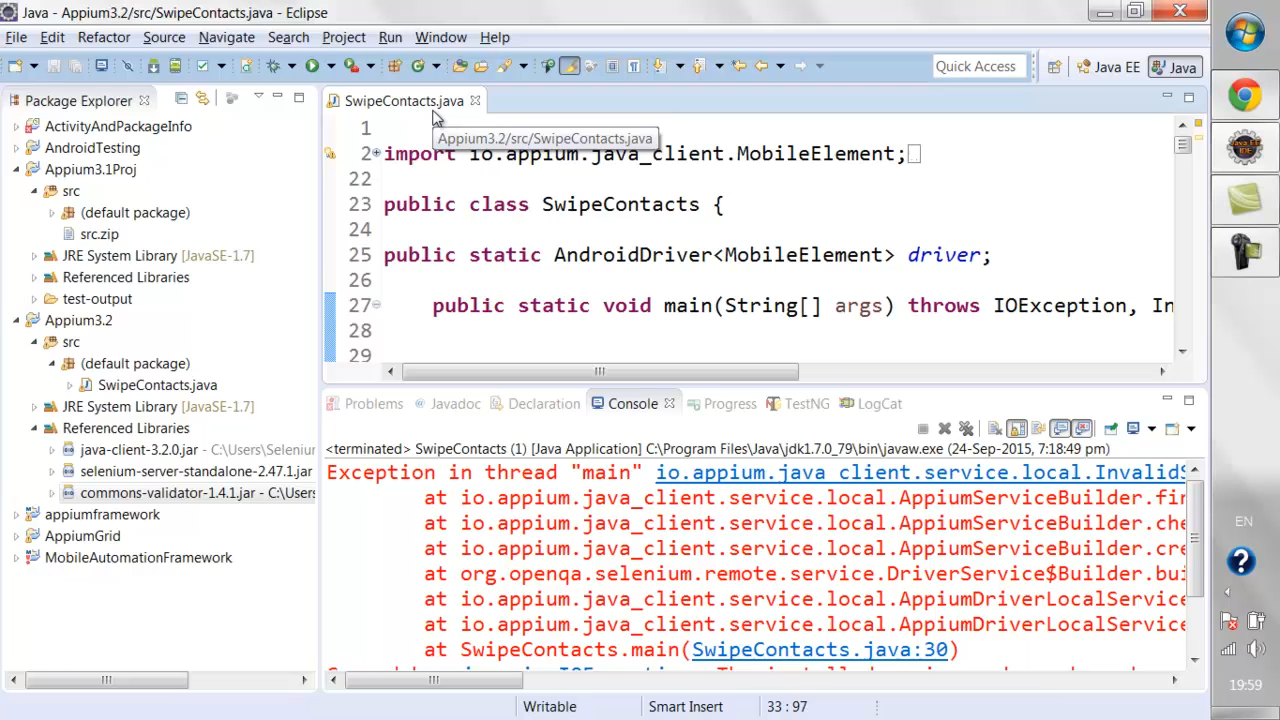 Java - Appium3.2/src/SwipeContacts.java - Eclipse
File Edit Refactor Source Navigate Search Project Run Window Help
Quick Access Java EE Java
Package Explorer
ActivityAndPackageInfo
AndroidTesting
Appium3.1Proj
src
(default package)
src.zip
JRE System Library [JavaSE-1.7]
Referenced Libraries
test-output
Appium3.2
src
(default package)
SwipeContacts.java
JRE System Library [JavaSE-1.7]
Referenced Libraries
java-client-3.2.0.jar - C:\Users\Seleniu
selenium-server-standalone-2.47.1.jar
commons-validator-1.4.1.jar - C:\Users
appiumframework
AppiumGrid
MobileAutomationFramework
SwipeContacts.java
Appium3.2/src/SwipeContacts.java
1
2 import io.appium.java_client.MobileElement;
22
23 public class SwipeContacts {
24
25 public static AndroidDriver<MobileElement> driver;
26
27 public static void main(String[] args) throws IOException, In
28
29
Problems @ Javadoc Declaration Console Progress TestNG LogCat
<terminated> SwipeContacts (1) [Java Application] C:\Program Files\Java\jdk1.7.0_79\bin\javaw.exe (24-Sep-2015, 7:18:49 pm)
Exception in thread "main" io.appium.java_client.service.local.InvalidS
at io.appium.java_client.service.local.AppiumServiceBuilder.fin
at io.appium.java_client.service.local.AppiumServiceBuilder.che
at io.appium.java_client.service.local.AppiumServiceBuilder.cre
at org.openqa.selenium.remote.service.DriverService$Builder.bui
at io.appium.java_client.service.local.AppiumDriverLocalService
at io.appium.java_client.service.local.AppiumDriverLocalService
at SwipeContacts.main(SwipeContacts.java:30)
Writable Smart Insert 33 : 97
EN
19:59